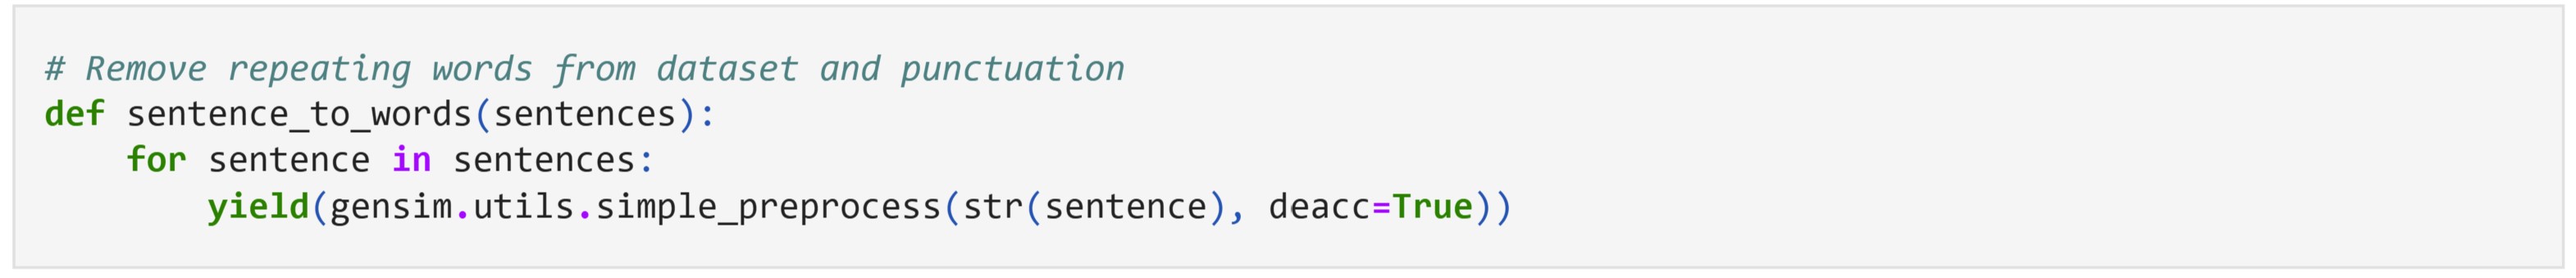 # Remove repeating words from dataset and punctuation
def sentence_to_words(sentences):
    for sentence in sentences:
        yield(gensim.utils.simple_preprocess(str(sentence), deacc=True))